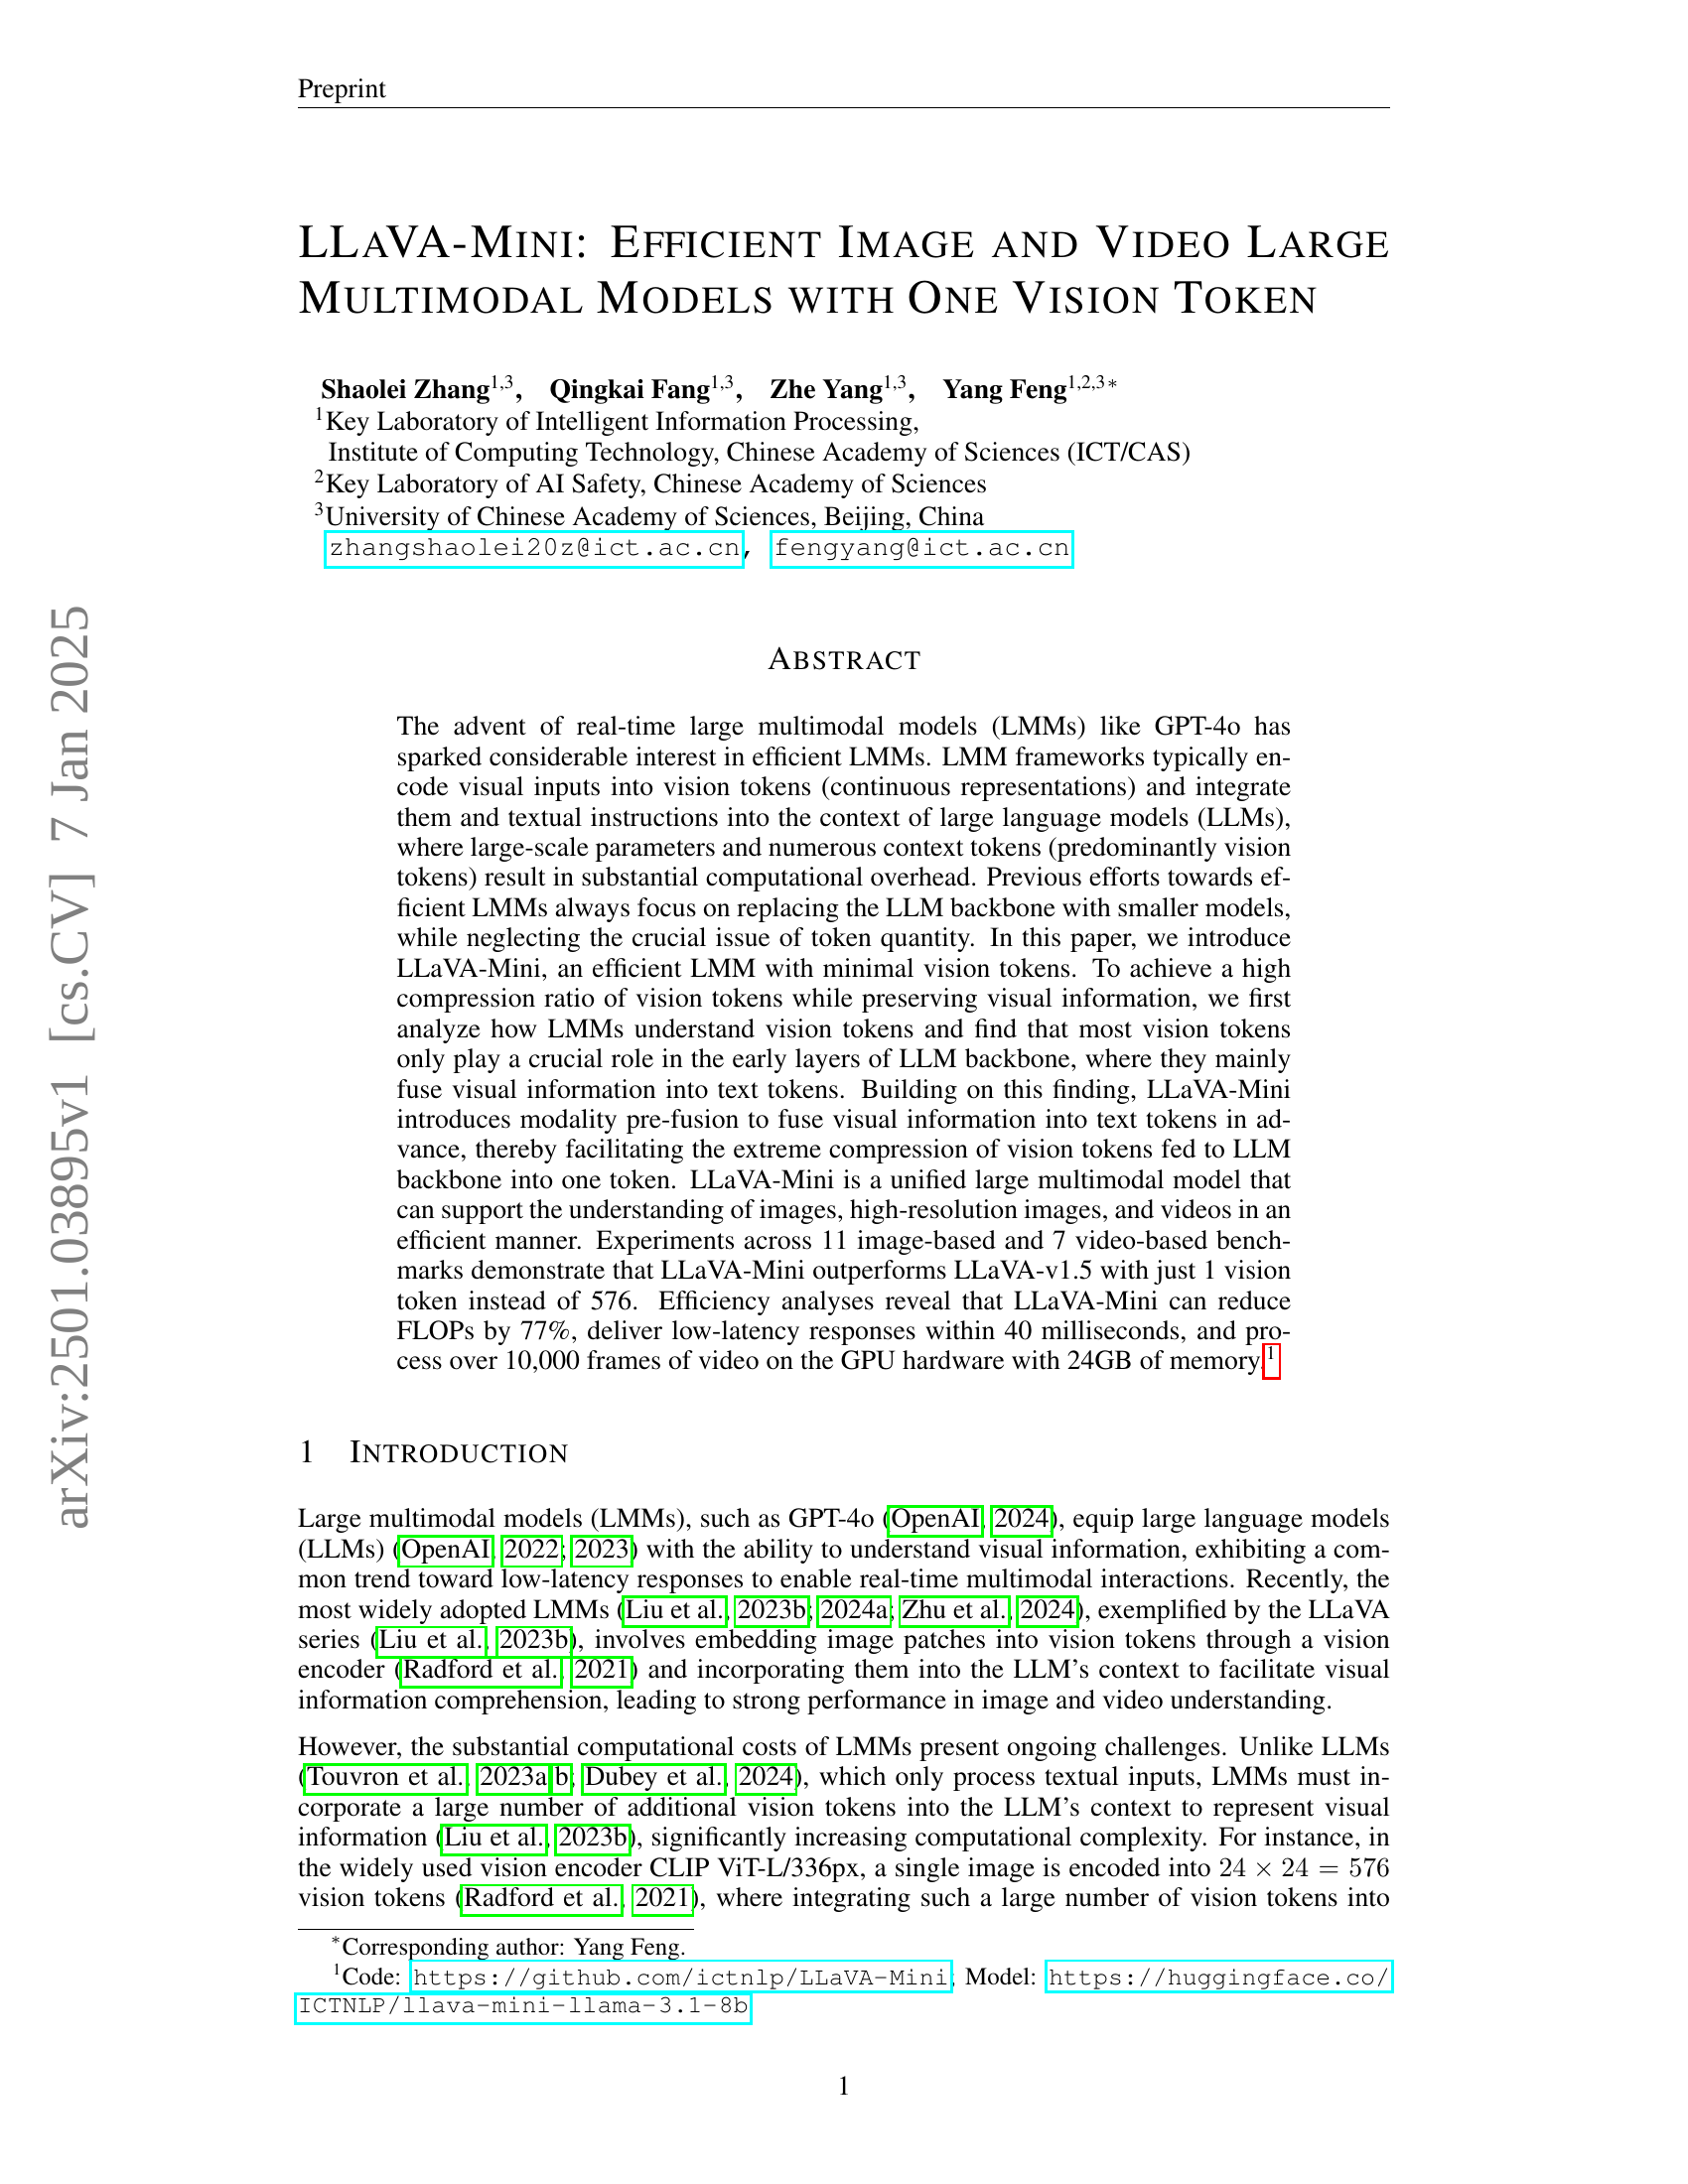 Preprint
LLAVA-MINI: EFFICIENT IMAGE AND VIDEO LARGE
MULTIMODAL MODELS WITH ONE VISION TOKEN
Shaolei Zhang1,3, Qingkai Fang1,3, Zhe Yang1,3, Yang Feng1,2,3*
1Key Laboratory of Intelligent Information Processing,
Institute of Computing Technology, Chinese Academy of Sciences (ICT/CAS)
2Key Laboratory of AI Safety, Chinese Academy of Sciences
3University of Chinese Academy of Sciences, Beijing, China
zhangshaolei20z@ict.ac.cn, fengyang@ict.ac.cn
arXiv:2501.03895v1 [cs.CV] 7 Jan 2025
ABSTRACT
The advent of real-time large multimodal models (LMMs) like GPT-4o has
sparked considerable interest in efficient LMMs. LMM frameworks typically en-
code visual inputs into vision tokens (continuous representations) and integrate
them and textual instructions into the context of large language models (LLMs),
where large-scale parameters and numerous context tokens (predominantly vision
tokens) result in substantial computational overhead. Previous efforts towards ef-
ficient LMMs always focus on replacing the LLM backbone with smaller models,
while neglecting the crucial issue of token quantity. In this paper, we introduce
LLaVA-Mini, an efficient LMM with minimal vision tokens. To achieve a high
compression ratio of vision tokens while preserving visual information, we first
analyze how LMMs understand vision tokens and find that most vision tokens
only play a crucial role in the early layers of LLM backbone, where they mainly
fuse visual information into text tokens. Building on this finding, LLaVA-Mini
introduces modality pre-fusion to fuse visual information into text tokens in ad-
vance, thereby facilitating the extreme compression of vision tokens fed to LLM
backbone into one token. LLaVA-Mini is a unified large multimodal model that
can support the understanding of images, high-resolution images, and videos in an
efficient manner. Experiments across 11 image-based and 7 video-based bench-
marks demonstrate that LLaVA-Mini outperforms LLaVA-v1.5 with just 1 vision
token instead of 576. Efficiency analyses reveal that LLaVA-Mini can reduce
FLOPs by 77%, deliver low-latency responses within 40 milliseconds, and pro-
cess over 10,000 frames of video on the GPU hardware with 24GB of memory.1
1 INTRODUCTION
Large multimodal models (LMMs), such as GPT-4o (OpenAI, 2024), equip large language models
(LLMs) (OpenAI, 2022; 2023) with the ability to understand visual information, exhibiting a com-
mon trend toward low-latency responses to enable real-time multimodal interactions. Recently, the
most widely adopted LMMs (Liu et al., 2023b; 2024a; Zhu et al., 2024), exemplified by the LLaVA
series (Liu et al., 2023b), involves embedding image patches into vision tokens through a vision
encoder (Radford et al., 2021) and incorporating them into the LLM's context to facilitate visual
information comprehension, leading to strong performance in image and video understanding.
However, the substantial computational costs of LMMs present ongoing challenges. Unlike LLMs
(Touvron et al., 2023a;b; Dubey et al., 2024), which only process textual inputs, LMMs must in-
corporate a large number of additional vision tokens into the LLM's context to represent visual
information (Liu et al., 2023b), significantly increasing computational complexity. For instance, in
the widely used vision encoder CLIP ViT-L/336px, a single image is encoded into 24 × 24 = 576
vision tokens (Radford et al., 2021), where integrating such a large number of vision tokens into
*Corresponding author: Yang Feng.
1Code: https://github.com/ictnlp/LLaVA-Mini; Model: https://huggingface.co/
ICTNLP/llava-mini-llama-3.1-8b
1